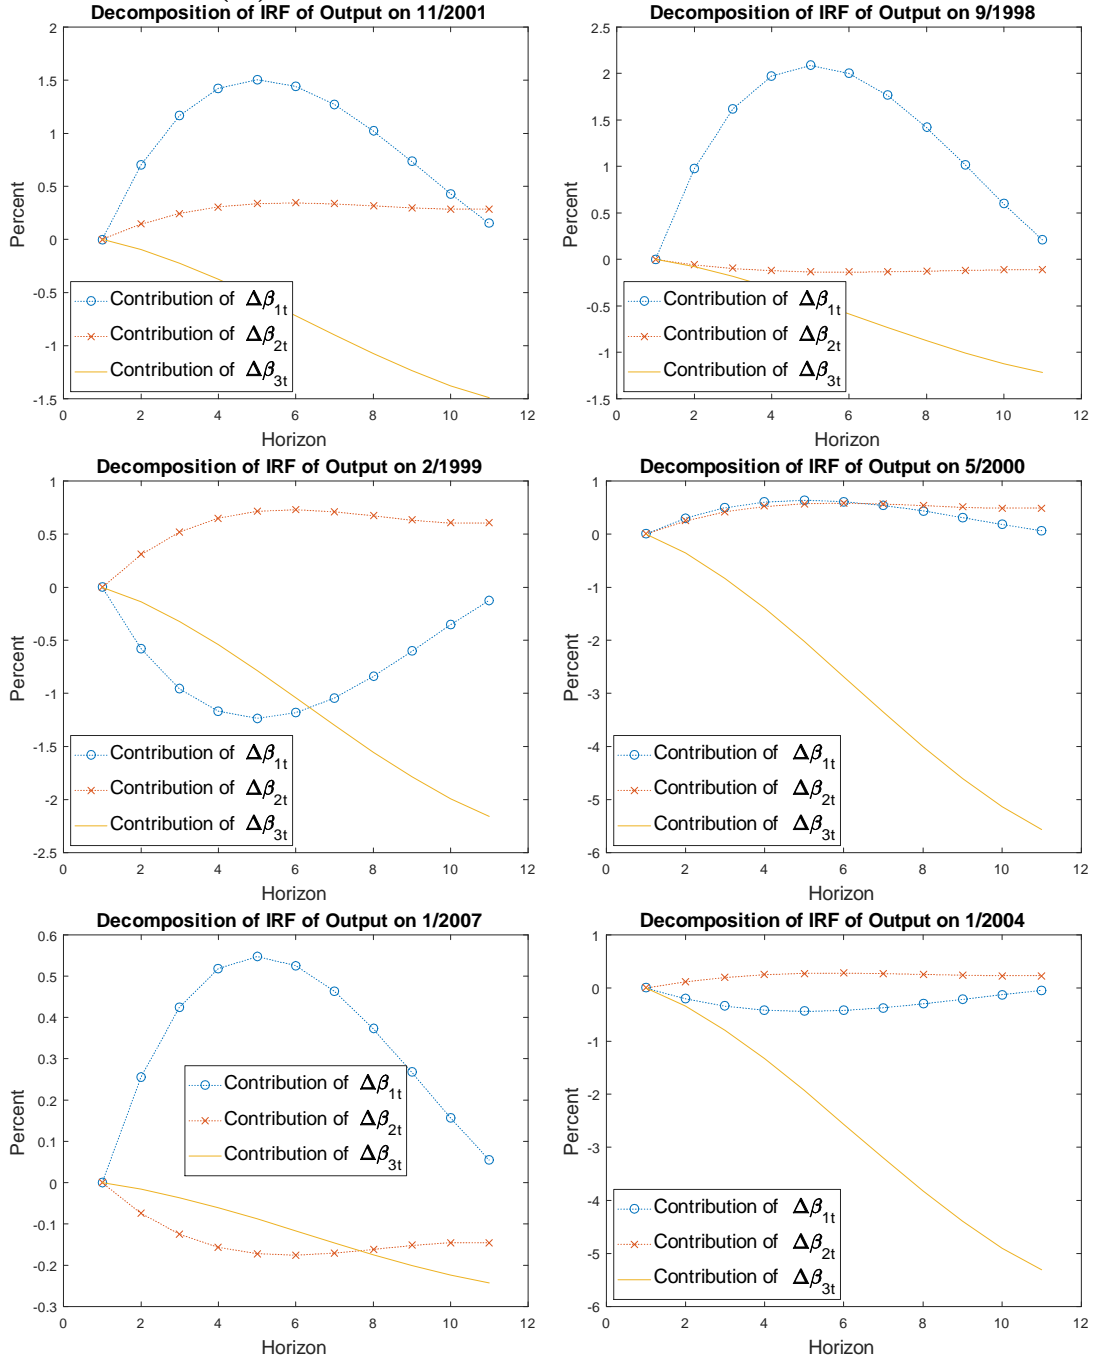 Decomposition of IRF of Output on 11/2001
2
1.5
1
0.5
0
-0.5
-1
-1.5
Percent
Contribution of Δβ1t
Contribution of Δβ2t
Contribution of Δβ3t
0 2 4 6 8 10 12
Horizon
Decomposition of IRF of Output on 9/1998
2.5
2
1.5
1
0.5
0
-0.5
-1
-1.5
Percent
Contribution of Δβ1t
Contribution of Δβ2t
Contribution of Δβ3t
0 2 4 6 8 10 12
Horizon
Decomposition of IRF of Output on 2/1999
1
0.5
0
-0.5
-1
-1.5
-2
-2.5
Percent
Contribution of Δβ1t
Contribution of Δβ2t
Contribution of Δβ3t
0 2 4 6 8 10 12
Horizon
Decomposition of IRF of Output on 5/2000
1
0
-1
-2
-3
-4
-5
-6
Percent
Contribution of Δβ1t
Contribution of Δβ2t
Contribution of Δβ3t
0 2 4 6 8 10 12
Horizon
Decomposition of IRF of Output on 1/2007
0.6
0.5
0.4
0.3
0.2
0.1
0
-0.1
-0.2
-0.3
Percent
Contribution of Δβ1t
Contribution of Δβ2t
Contribution of Δβ3t
0 2 4 6 8 10 12
Horizon
Decomposition of IRF of Output on 1/2004
1
0
-1
-2
-3
-4
-5
-6
Percent
Contribution of Δβ1t
Contribution of Δβ2t
Contribution of Δβ3t
0 2 4 6 8 10 12
Horizon